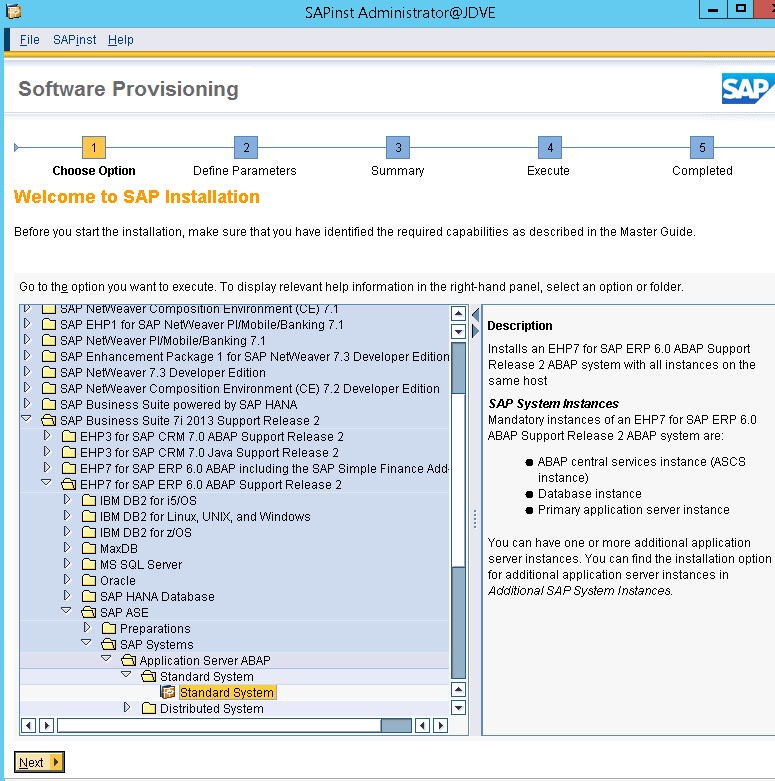 SAPinst Administrator@JDVE
File SAPinst Help
Software Provisioning
SAP
1 2 3 4 5
Choose Option Define Parameters Summary Execute Completed
Welcome to SAP Installation
Before you start the installation, make sure that you have identified the required capabilities as described in the Master Guide.
Go to the option you want to execute. To display relevant help information in the right-hand panel, select an option or folder.
SAP NetWeaver Composition Environment (CE) 7.1
SAP EHP1 for SAP NetWeaver PI/Mobile/Banking 7.1
SAP NetWeaver PI/Mobile/Banking 7.1
SAP Enhancement Package 1 for SAP NetWeaver 7.3 Developer Edition
SAP NetWeaver 7.3 Developer Edition
SAP NetWeaver Composition Environment (CE) 7.2 Developer Edition
SAP Business Suite powered by SAP HANA
SAP Business Suite 7i 2013 Support Release 2
EHP3 for SAP CRM 7.0 ABAP Support Release 2
EHP3 for SAP CRM 7.0 Java Support Release 2
EHP7 for SAP ERP 6.0 ABAP including the SAP Simple Finance Add-
EHP7 for SAP ERP 6.0 ABAP Support Release 2
IBM DB2 for i5/OS
IBM DB2 for Linux, UNIX, and Windows
IBM DB2 for z/OS
MaxDB
MS SQL Server
Oracle
SAP HANA Database
SAP ASE
Preparations
SAP Systems
Application Server ABAP
Standard System
Standard System
Distributed System
Description
Installs an EHP7 for SAP ERP 6.0 ABAP Support
Release 2 ABAP system with all instances on the
same host
SAP System Instances
Mandatory instances of an EHP7 for SAP ERP 6.0
ABAP Support Release 2 ABAP system are:
ABAP central services instance (ASCS
instance)
Database instance
Primary application server instance
You can have one or more additional application
server instances. You can find the installation option
for additional application server instances in
Additional SAP System Instances.
Next